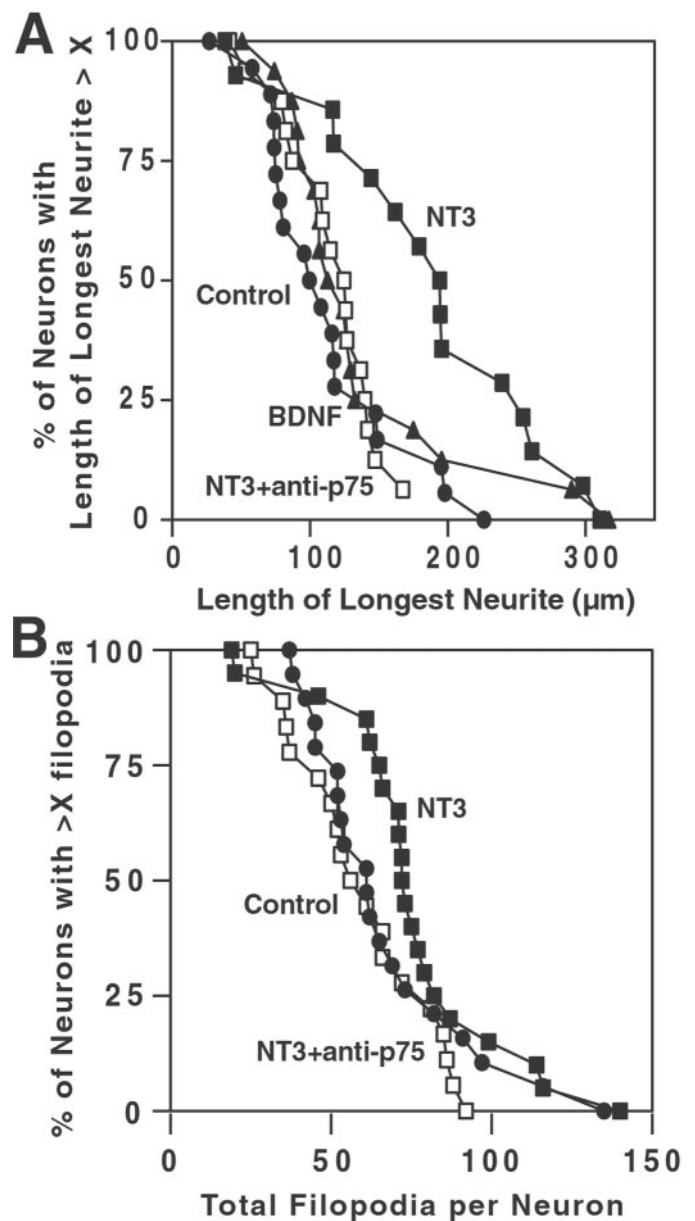 A
% of Neurons with
Length of Longest Neurite > X
100
75
50
25
0
NT3
Control
BDNF
NT3+anti-p75
0 100 200 300
Length of Longest Neurite (µm)
B
% of Neurons with >X filopodia
100
75
50
25
0
NT3
Control
NT3+anti-p75
0 50 100 150
Total Filopodia per Neuron